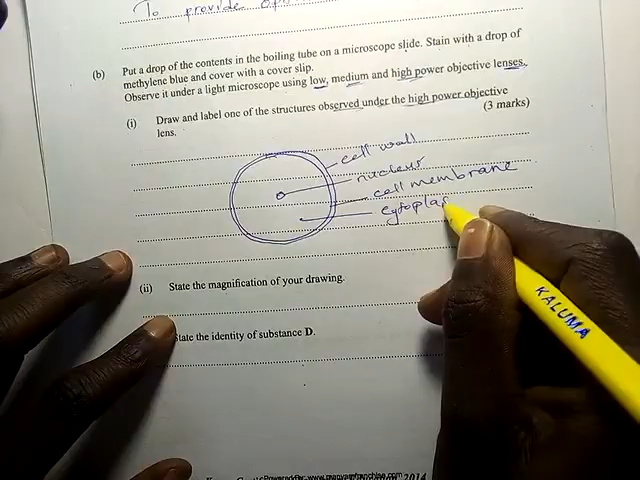 To provide
(b) Put a drop of the contents in the boiling tube on a microscope slide. Stain with a drop of
methylene blue and cover with a cover slip.
Observe it under a light microscope using low, medium and high power objective lenses.
(i) Draw and label one of the structures observed under the high power objective
lens. (3 marks)
cell wall
nucleus
cell membrane
cytoplas
(ii) State the magnification of your drawing.
State the identity of substance D.
KALUMA
2014